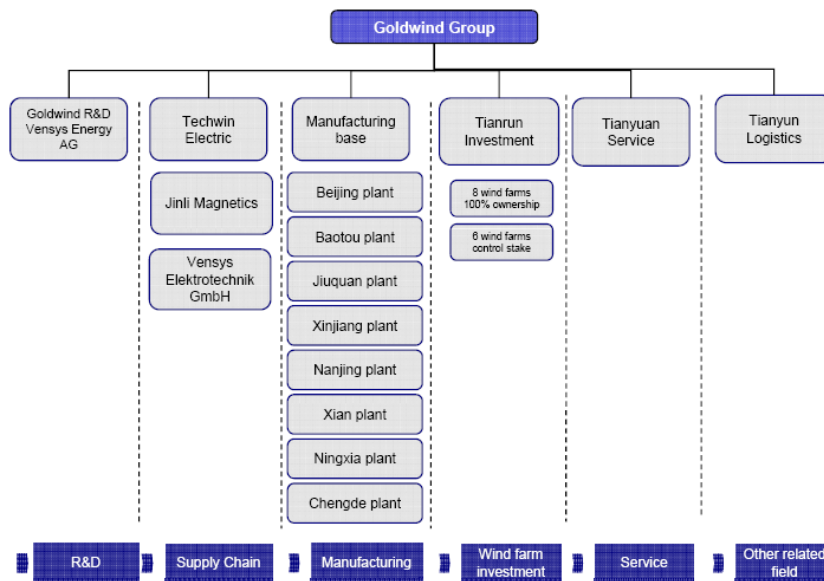 Goldwind Group
Goldwind R&D
Vensys Energy
AG
Techwin
Electric
Jinli Magnetics
Vensys
Elektrotechnik
GmbH
Manufacturing
base
Beijing plant
Baotou plant
Jiuquan plant
Xinjiang plant
Nanjing plant
Xian plant
Ningxia plant
Chengde plant
Tianrun
Investment
8 wind farms
100% ownership
6 wind farms
control stake
Tianyuan
Service
Tianyun
Logistics
R&D
Supply Chain
Manufacturing
Wind farm
investment
Service
Other related
field